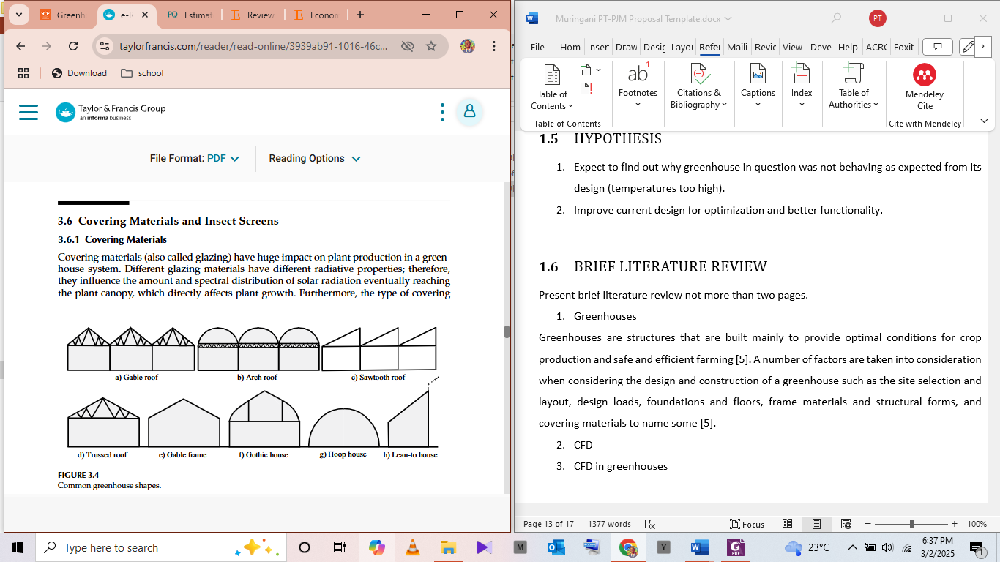 Greenh
e-R
Estimat
Review
Econom
taylorfrancis.com/reader/read-online/3939ab91-1016-46c...
Download
school
Taylor & Francis Group
an informa business
File Format: PDF
Reading Options
3.6 Covering Materials and Insect Screens
3.6.1 Covering Materials
Covering materials (also called glazing) have huge impact on plant production in a green-
house system. Different glazing materials have different radiative properties; therefore,
they influence the amount and spectral distribution of solar radiation eventually reaching
the plant canopy, which directly affects plant growth. Furthermore, the type of covering
a) Gable roof
b) Arch roof
c) Sawtooth roof
d) Trussed roof
e) Gable frame
f) Gothic house
g) Hoop house
h) Lean-to house
FIGURE 3.4
Common greenhouse shapes.
Muringani PT-PJM Proposal Template.docx
PT
File Hom Inser Draw Desig Layou Refer Maili Revie View Deve Help ACRC Foxit
Table of
Contents
Table of Contents
ab1
Footnotes
Citations &
Bibliography
Captions
Index
Table of
Authorities
Mendeley
Cite
Cite with Mendeley
1.5 HYPOTHESIS
1. Expect to find out why greenhouse in question was not behaving as expected from its
design (temperatures too high).
2. Improve current design for optimization and better functionality.
1.6 BRIEF LITERATURE REVIEW
Present brief literature review not more than two pages.
1. Greenhouses
Greenhouses are structures that are built mainly to provide optimal conditions for crop
production and safe and efficient farming [5]. A number of factors are taken into consideration
when considering the design and construction of a greenhouse such as the site selection and
layout, design loads, foundations and floors, frame materials and structural forms, and
covering materials to name some [5].
2. CFD
3. CFD in greenhouses
Page 13 of 17 1377 words
Focus
100%
Type here to search
M
Y
23°C
6:37 PM
3/2/2025
1